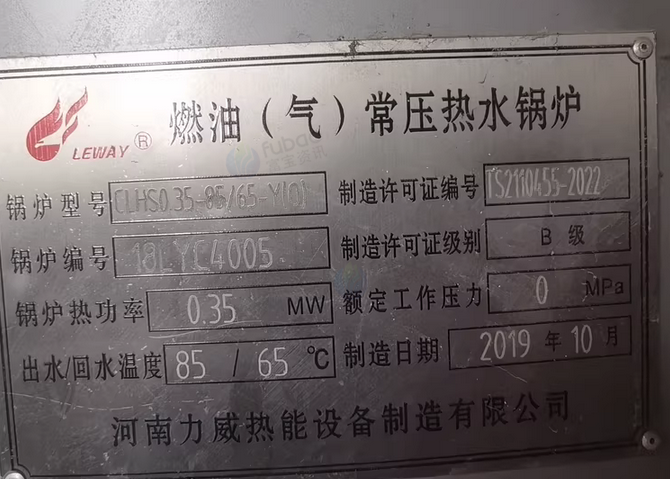 LEWAY®
燃油（气）常压热水锅炉
锅炉型号 CLHS0.35-85/65-Y(Q) 制造许可证编号 TS2110455-2022
锅炉编号 18LYC4005 制造许可证级别 B 级
锅炉热功率 0.35 MW 额定工作压力 0 MPa
出水/回水温度 85 / 65 ℃ 制造日期 2019 年 10 月
河南力威热能设备制造有限公司